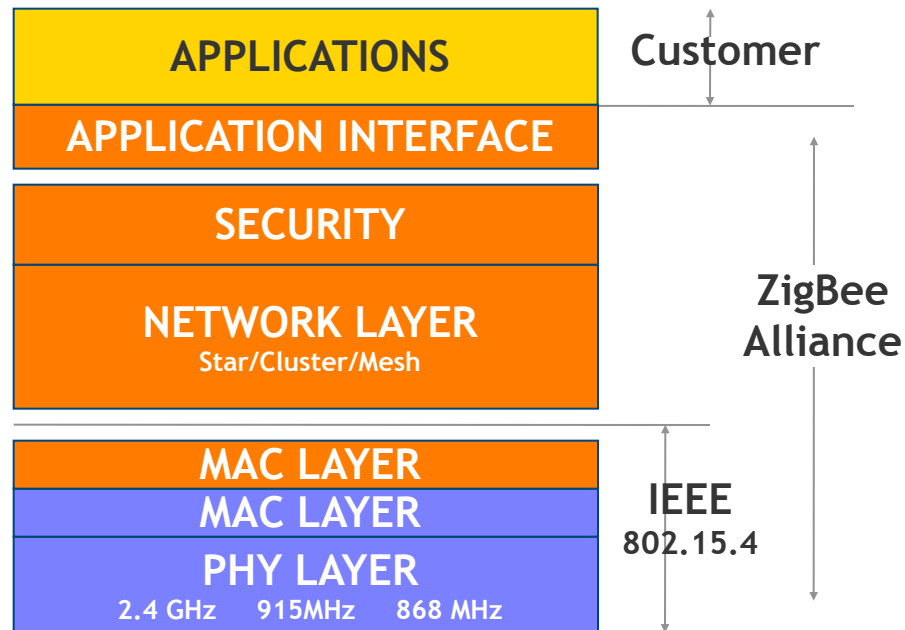 APPLICATIONS
Customer
APPLICATION INTERFACE
SECURITY
ZigBee
Alliance
NETWORK LAYER
Star/Cluster/Mesh
MAC LAYER
MAC LAYER
IEEE
802.15.4
PHY LAYER
2.4 GHz 915MHz 868 MHz